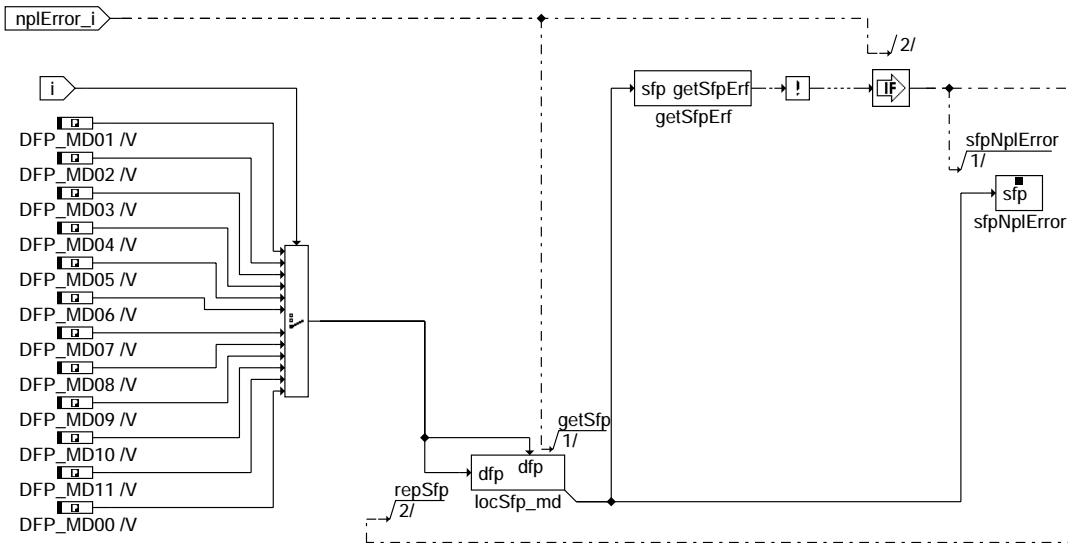 nplError_i
2/
i
sfp getSfpErf
!
IF
getSfpErf
sfpNplError
1/
sfp
sfpNplError
DFP_MD01 /V
DFP_MD02 /V
DFP_MD03 /V
DFP_MD04 /V
DFP_MD05 /V
DFP_MD06 /V
DFP_MD07 /V
DFP_MD08 /V
DFP_MD09 /V
DFP_MD10 /V
DFP_MD11 /V
DFP_MD00 /V
getSfp
1/
dfp
dfp
locSfp_md
repSfp
2/